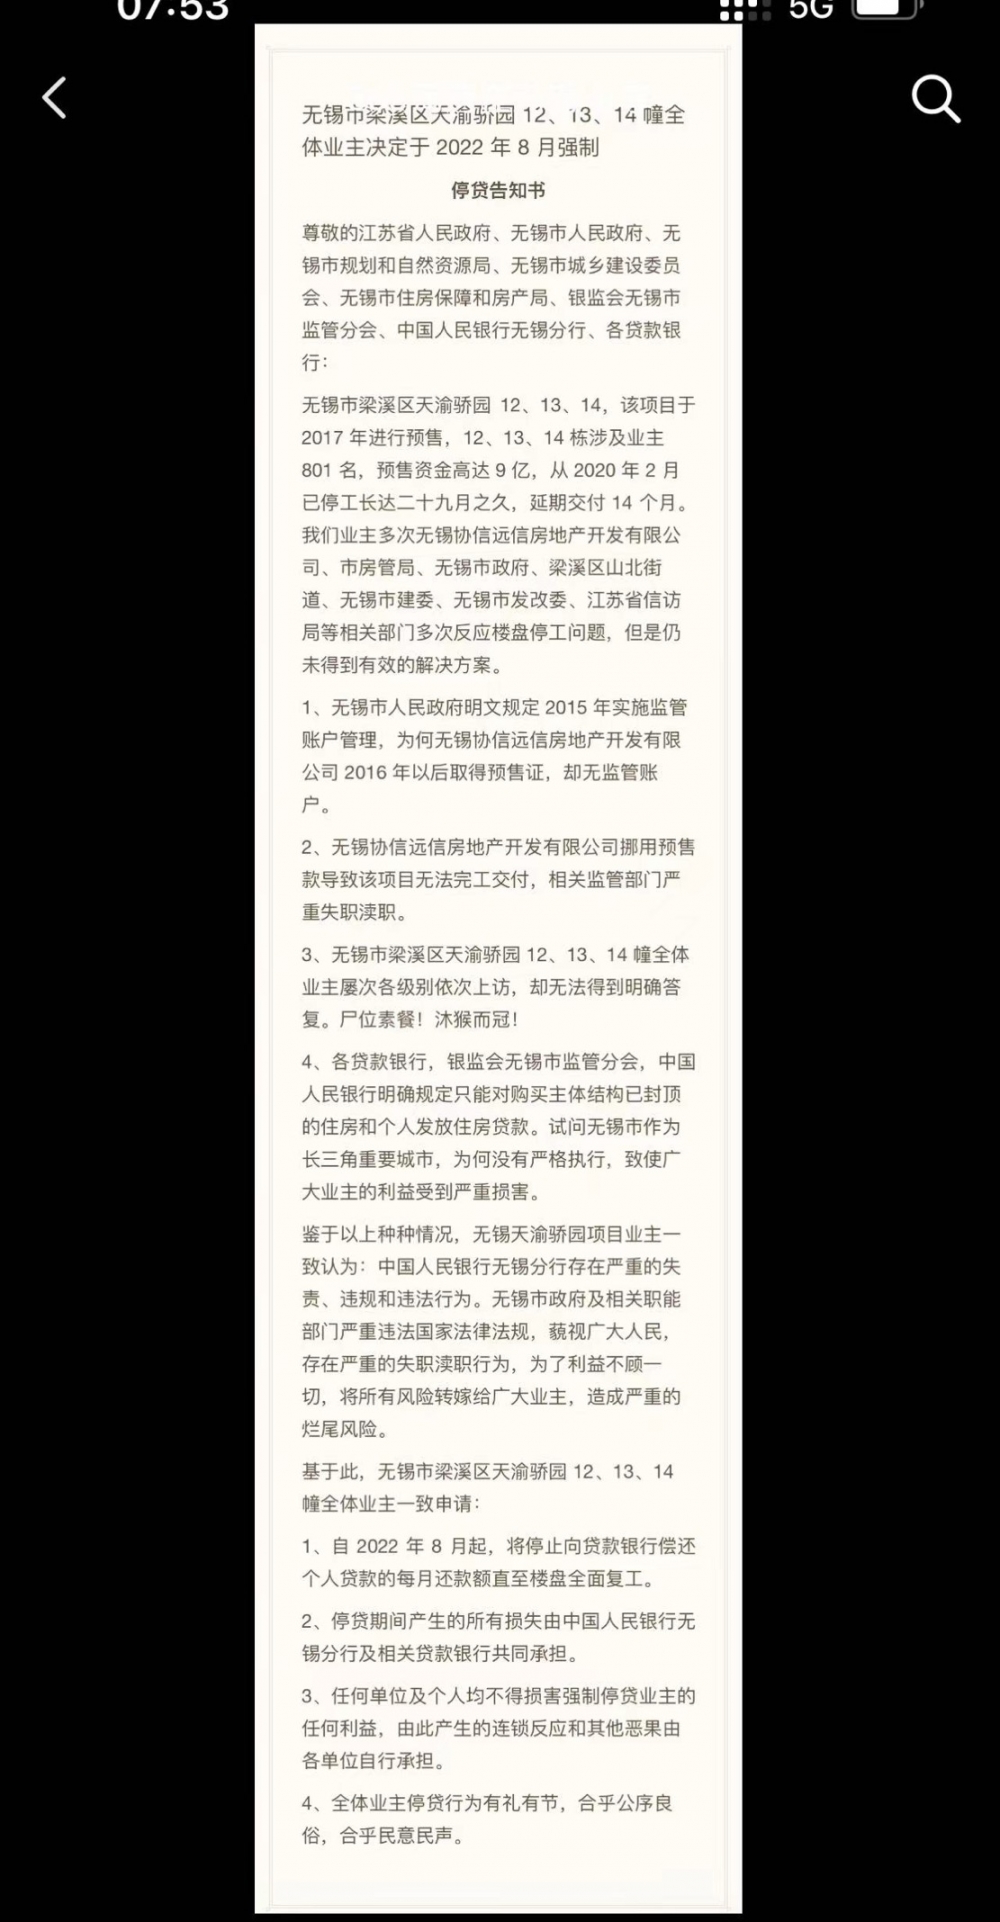 07:53
5G
无锡市梁溪区天渝骄园 12、13、14 幢全
体业主决定于 2022 年 8 月强制
停贷告知书
尊敬的江苏省人民政府、无锡市人民政府、无
锡市规划和自然资源局、无锡市城乡建设委员
会、无锡市住房保障和房产局、银监会无锡市
监管分会、中国人民银行无锡分行、各贷款银
行：
无锡市梁溪区天渝骄园 12、13、14，该项目于
2017 年进行预售，12、13、14 栋涉及业主
801 名，预售资金高达 9 亿，从 2020 年 2 月
已停工长达二十九月之久，延期交付 14 个月。
我们业主多次无锡协信远信房地产开发有限公
司、市房管局、无锡市政府、梁溪区山北街
道、无锡市建委、无锡市发改委、江苏省信访
局等相关部门多次反应楼盘停工问题，但是仍
未得到有效的解决方案。
1、无锡市人民政府明文规定 2015 年实施监管
账户管理，为何无锡协信远信房地产开发有限
公司 2016 年以后取得预售证，却无监管账
户。
2、无锡协信远信房地产开发有限公司挪用预售
款导致该项目无法完工交付，相关监管部门严
重失职渎职。
3、无锡市梁溪区天渝骄园 12、13、14 幢全体
业主屡次各级别依次上访，却无法得到明确答
复。尸位素餐！沐猴而冠！
4、各贷款银行，银监会无锡市监管分会，中国
人民银行明确规定只能对购买主体结构已封顶
的住房和个人发放住房贷款。试问无锡市作为
长三角重要城市，为何没有严格执行，致使广
大业主的利益受到严重损害。
鉴于以上种种情况，无锡天渝骄园项目业主一
致认为：中国人民银行无锡分行存在严重的失
责、违规和违法行为。无锡市政府及相关职能
部门严重违法国家法律法规，藐视广大人民，
存在严重的失职渎职行为，为了利益不顾一
切，将所有风险转嫁给广大业主，造成严重的
烂尾风险。
基于此，无锡市梁溪区天渝骄园 12、13、14
幢全体业主一致申请：
1、自 2022 年 8 月起，将停止向贷款银行偿还
个人贷款的每月还款额直至楼盘全面复工。
2、停贷期间产生的所有损失由中国人民银行无
锡分行及相关贷款银行共同承担。
3、任何单位及个人均不得损害强制停贷业主的
任何利益，由此产生的连锁反应和其他恶果由
各单位自行承担。
4、全体业主停贷行为有礼有节，合乎公序良
俗，合乎民意民声。